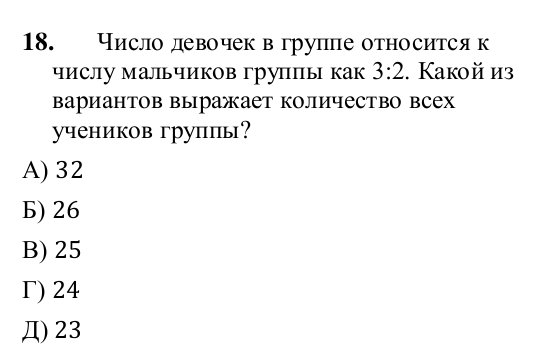 18. Число девочек в группе относится к
числу мальчиков группы как 3:2. Какой из
вариантов выражает количество всех
учеников группы?
А) 32
Б) 26
В) 25
Г) 24
Д) 23